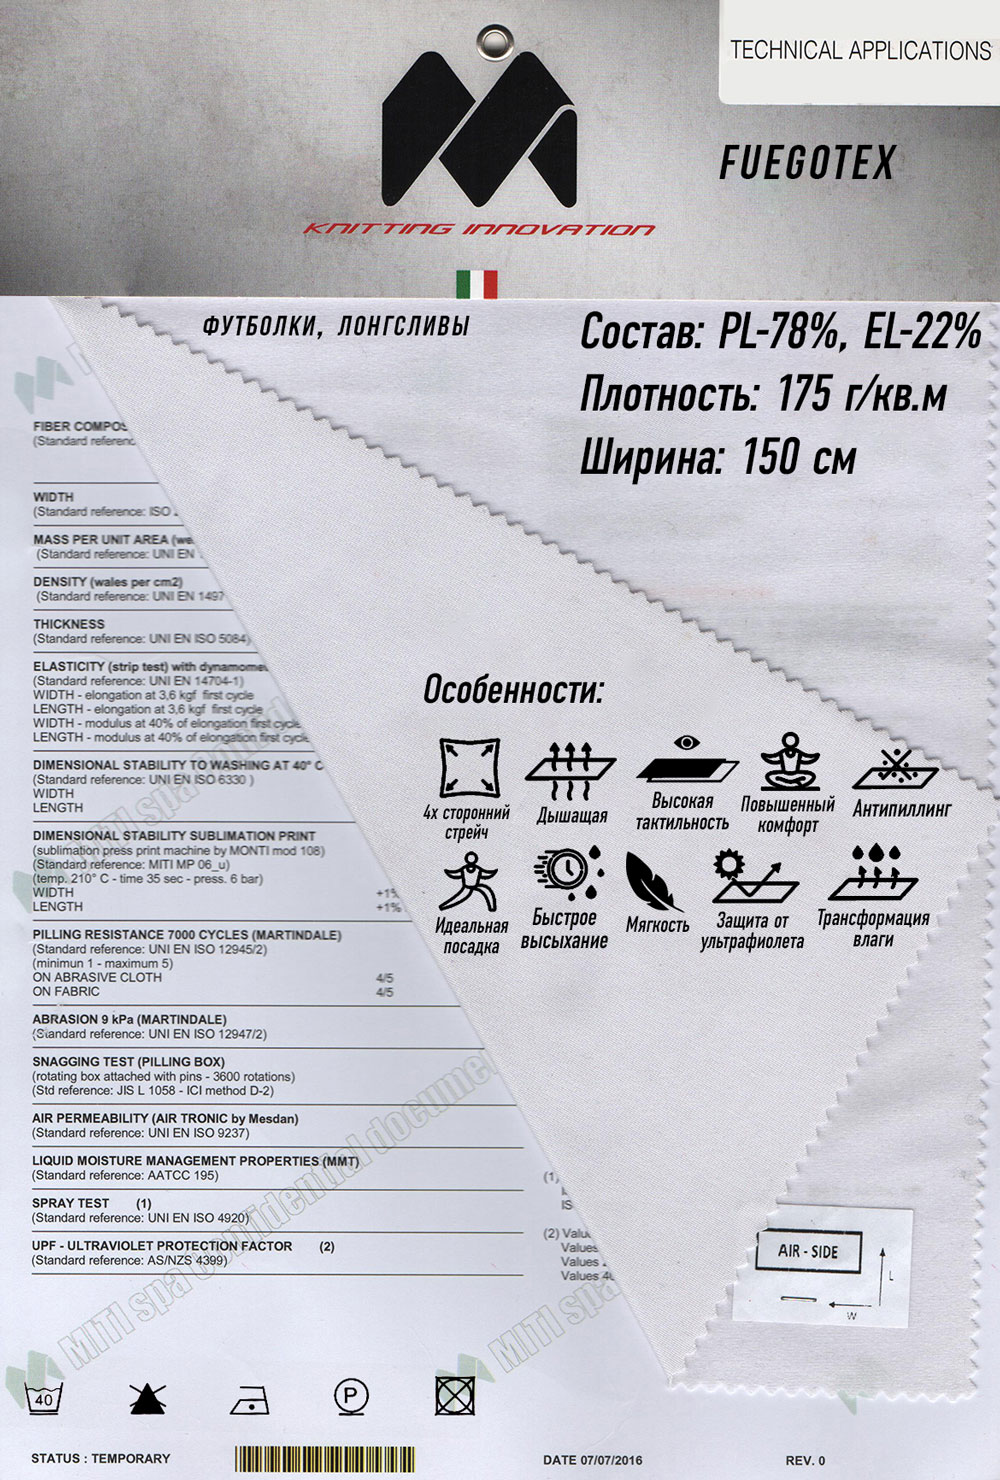 TECHNICAL APPLICATIONS
FUEGOTEX
KNITTING INNOVATION
ФУТБОЛКИ, ЛОНГСЛИВЫ
Состав: PL-78%, EL-22%
Плотность: 175 г/кв.м
Ширина: 150 см
FIBER
(Standard
WIDTH
(Standard reference: ISO
MASS PER UNIT AREA
(Standard reference: UNI EN
DENSITY (wales per cm2)
(Standard reference: UNI EN 1497
THICKNESS
(Standard reference: UNI EN ISO 5084)
ELASTICITY (strip test) with
(Standard reference: UNI EN 14704-1)
WIDTH - elongation at 3,6 kgf first cycle
LENGTH - elongation at 3,6 kgf first cycle
WIDTH - modulus at 40% of elongation first cycle
LENGTH - modulus at 40% of elongation first cycle
DIMENSIONAL STABILITY TO WASHING AT 40° C
(Standard reference: UNI EN ISO 6330 )
WIDTH
LENGTH
DIMENSIONAL STABILITY SUBLIMATION PRINT
(sublimation press print machine by MONTI mod 108)
(Standard reference: MITI MP 06_u)
(temp. 210° C - time 35 sec - press. 6 bar)
WIDTH +1%
LENGTH +1%
PILLING RESISTANCE 7000 CYCLES (MARTINDALE)
(Standard reference: UNI EN ISO 12945/2)
(minimun 1 - maximum 5)
ON ABRASIVE CLOTH 4/5
ON FABRIC 4/5
ABRASION 9 kPa (MARTINDALE)
(Standard reference: UNI EN ISO 12947/2)
SNAGGING TEST (PILLING BOX)
(rotating box attached with pins - 3600 rotations)
(Std reference: JIS L 1058 - ICI method D-2)
AIR PERMEABILITY (AIR TRONIC by Mesdan)
(Standard reference: UNI EN ISO 9237)
LIQUID MOISTURE MANAGEMENT PROPERTIES (MMT)
(Standard reference: AATCC 195)
SPRAY TEST (1)
(Standard reference: UNI EN ISO 4920)
UPF - ULTRAVIOLET PROTECTION FACTOR (2)
(Standard reference: AS/NZS 4399)
Особенности:
4х сторонний
стрейч
Дышащая
Высокая
тактильность
Повышенный
комфорт
Антипиллинг
Идеальная
посадка
Быстрое
высыхание
Мягкость
Защита от
ультрафиолета
Трансформация
влаги
(1)
IS
(2)
Values
Values
Values
AIR - SIDE
L
W
MITI spa confidential
MITI spa
40
P
STATUS : TEMPORARY
DATE 07/07/2016
REV. 0